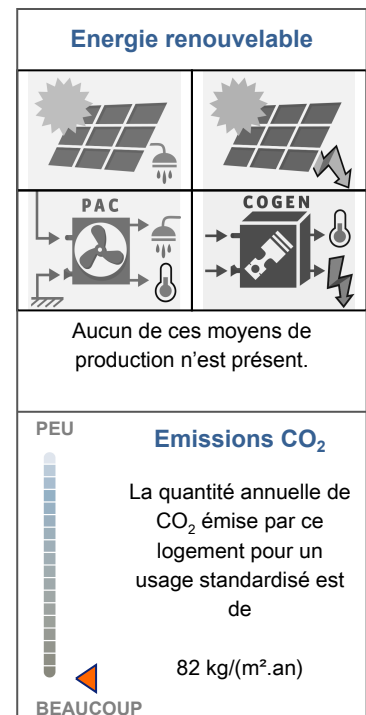 Energie renouvelable
PAC
COGEN
Aucun de ces moyens de
production n'est présent.
PEU
Emissions CO₂
La quantité annuelle de
CO₂ émise par ce
logement pour un
usage standardisé est
de
82 kg/(m².an)
BEAUCOUP